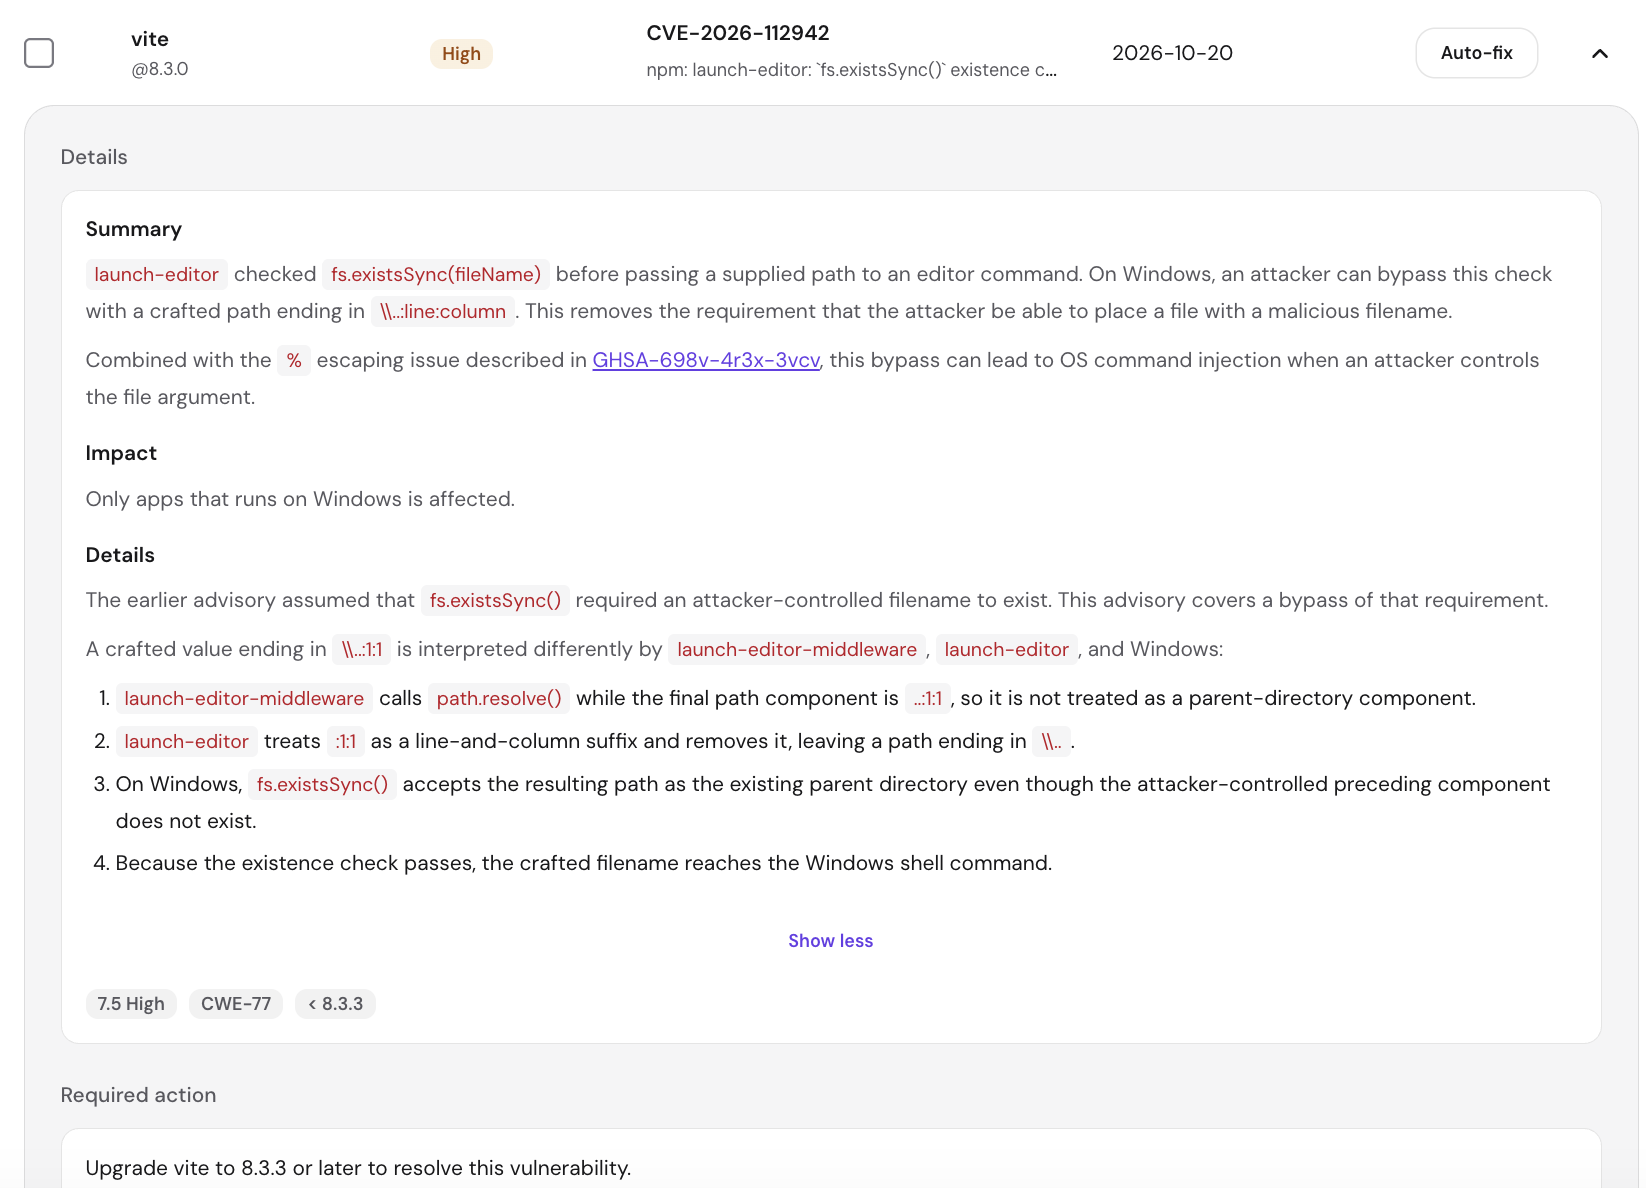 vite
@8.3.0
High
CVE-2026-112942
npm: launch-editor: `fs.existsSync()` existence c...
2026-10-20
Auto-fix
Details
Summary
launch-editor checked fs.existsSync(fileName) before passing a supplied path to an editor command. On Windows, an attacker can bypass this check
with a crafted path ending in \\..:line:column . This removes the requirement that the attacker be able to place a file with a malicious filename.
Combined with the % escaping issue described in GHSA-698v-4r3x-3vcv, this bypass can lead to OS command injection when an attacker controls
the file argument.
Impact
Only apps that runs on Windows is affected.
Details
The earlier advisory assumed that fs.existsSync() required an attacker-controlled filename to exist. This advisory covers a bypass of that requirement.
A crafted value ending in \\..:1:1 is interpreted differently by launch-editor-middleware , launch-editor , and Windows:
1. launch-editor-middleware calls path.resolve() while the final path component is ..:1:1 , so it is not treated as a parent-directory component.
2. launch-editor treats :1:1 as a line-and-column suffix and removes it, leaving a path ending in \\.. .
3. On Windows, fs.existsSync() accepts the resulting path as the existing parent directory even though the attacker-controlled preceding component
does not exist.
4. Because the existence check passes, the crafted filename reaches the Windows shell command.
Show less
7.5 High
CWE-77
< 8.3.3
Required action
Upgrade vite to 8.3.3 or later to resolve this vulnerability.